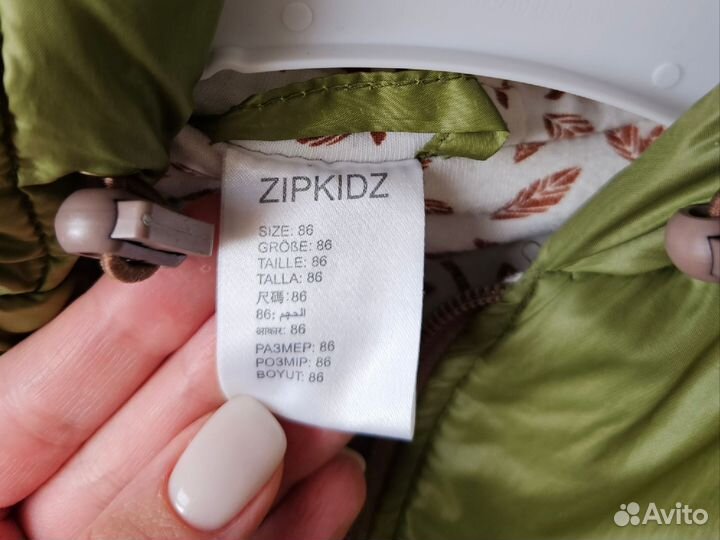 ZIPKIDZ
SIZE: 86
GRÖßE: 86
TAILLE: 86
TALLA: 86
尺碼: 86
الحجم: 86
आकार: 86
РАЗМЕР: 86
РОЗМІР: 86
BOYUT: 86
Avito